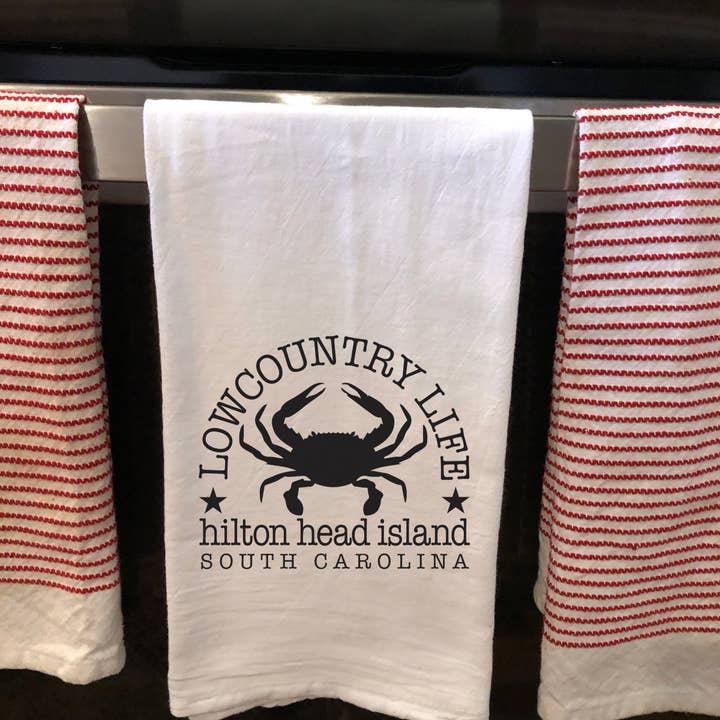 LOWCOUNTRY LIFE
hilton head island
SOUTH CAROLINA